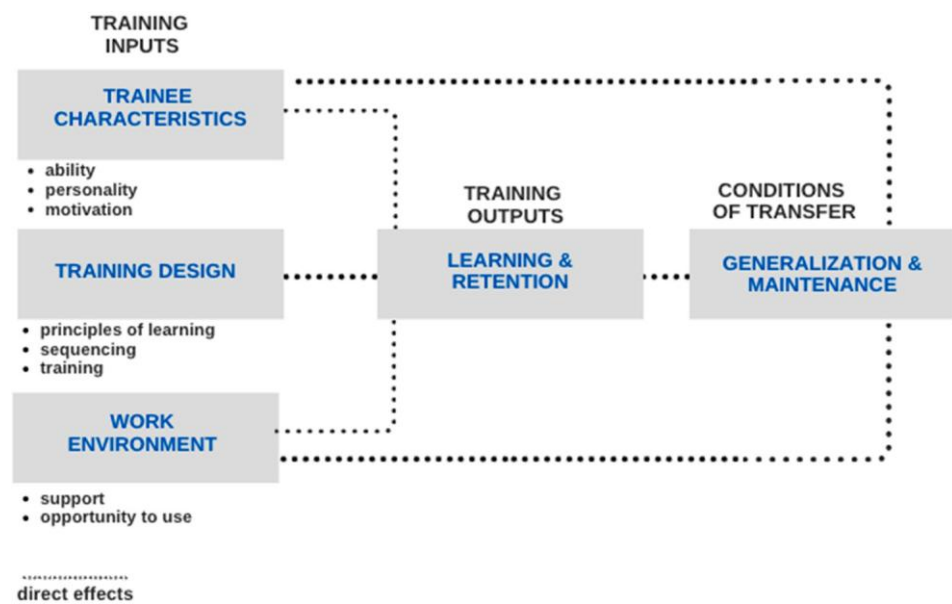 TRAINING
INPUTS
TRAINEE
CHARACTERISTICS
• ability
• personality
• motivation
TRAINING DESIGN
• principles of learning
• sequencing
• training
WORK
ENVIRONMENT
• support
• opportunity to use
TRAINING
OUTPUTS
LEARNING &
RETENTION
CONDITIONS
OF TRANSFER
GENERALIZATION &
MAINTENANCE
direct effects